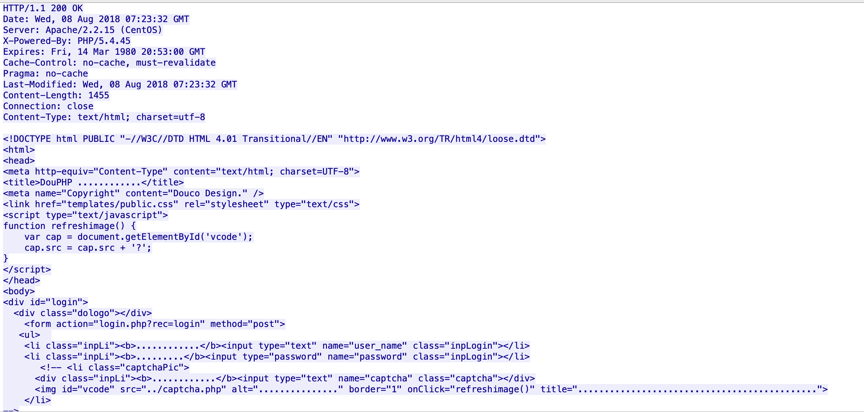 HTTP/1.1 200 OK
Date: Wed, 08 Aug 2018 07:23:32 GMT
Server: Apache/2.2.15 (CentOS)
X-Powered-By: PHP/5.4.45
Expires: Fri, 14 Mar 1980 20:53:00 GMT
Cache-Control: no-cache, must-revalidate
Pragma: no-cache
Last-Modified: Wed, 08 Aug 2018 07:23:32 GMT
Content-Length: 1455
Connection: close
Content-Type: text/html; charset=utf-8

<!DOCTYPE html PUBLIC "-//W3C//DTD HTML 4.01 Transitional//EN" "http://www.w3.org/TR/html4/loose.dtd">
<html>
<head>
<meta http-equiv="Content-Type" content="text/html; charset=UTF-8">
<title>DouPHP ............</title>
<meta name="Copyright" content="Douco Design." />
<link href="templates/public.css" rel="stylesheet" type="text/css">
<script type="text/javascript">
function refreshimage() {
    var cap = document.getElementById('vcode');
    cap.src = cap.src + '?';
}
</script>
</head>
<body>
<div id="login">
  <div class="dologo"></div>
    <form action="login.php?rec=login" method="post">
   <ul>
    <li class="inpLi"><b>............</b><input type="text" name="user_name" class="inpLogin"></li>
    <li class="inpLi"><b>.........</b><input type="password" name="password" class="inpLogin"></li>
       <!-- <li class="captchaPic">
      <div class="inpLi"><b>............</b><input type="text" name="captcha" class="captcha"></div>
      <img id="vcode" src="../captcha.php" alt="..............." border="1" onClick="refreshimage()" title=".............................................">
    </li>
-->